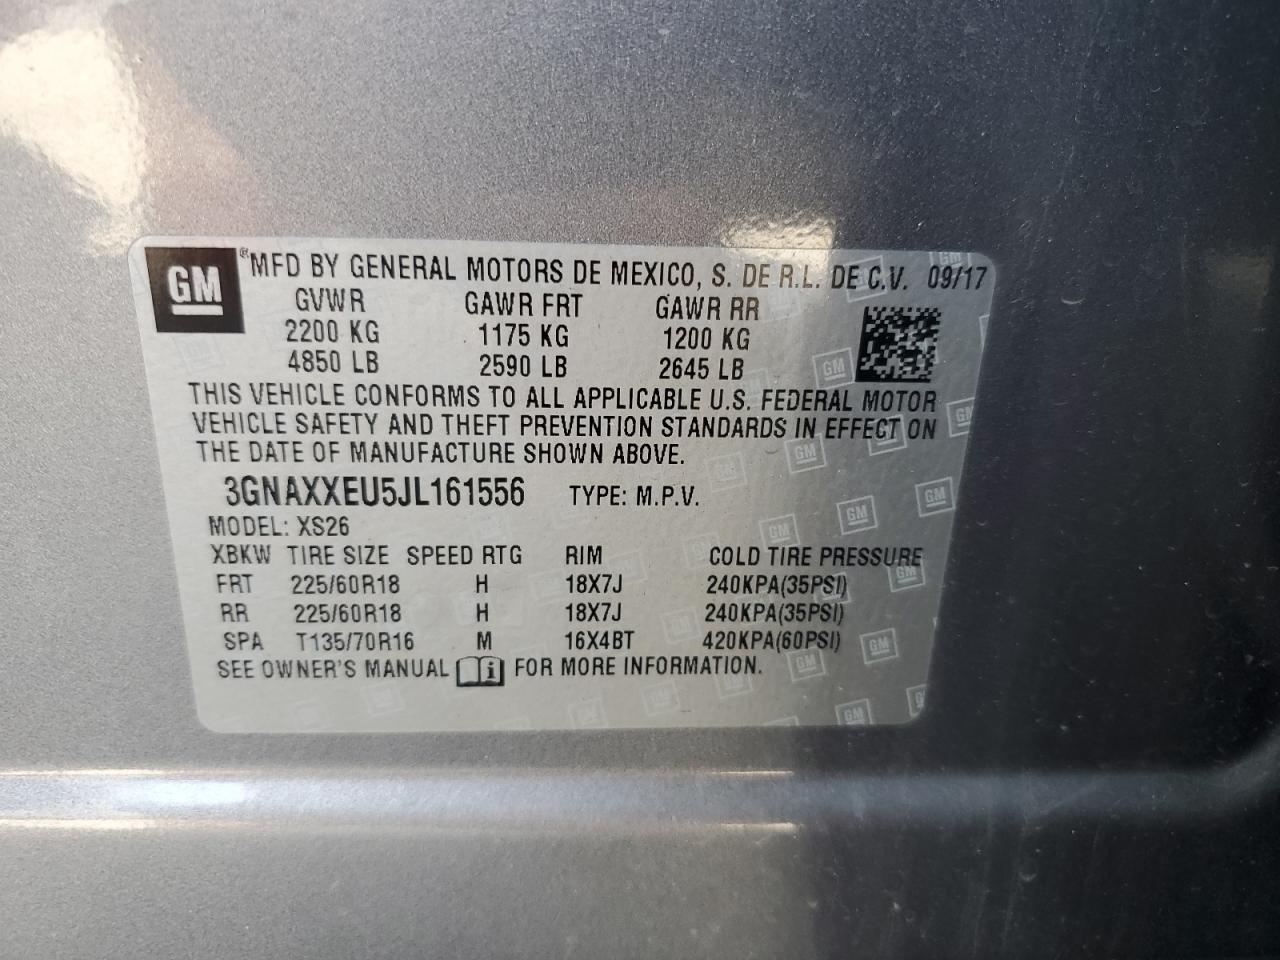 GM ® MFD BY GENERAL MOTORS DE MEXICO, S. DE R.L. DE C.V. 09/17
GVWR GAWR FRT GAWR RR
2200 KG 1175 KG 1200 KG
4850 LB 2590 LB 2645 LB
THIS VEHICLE CONFORMS TO ALL APPLICABLE U.S. FEDERAL MOTOR
VEHICLE SAFETY AND THEFT PREVENTION STANDARDS IN EFFECT ON
THE DATE OF MANUFACTURE SHOWN ABOVE.
3GNAXXEU5JL161556 TYPE: M.P.V.
MODEL: XS26
XBKW TIRE SIZE SPEED RTG RIM COLD TIRE PRESSURE
FRT 225/60R18 H 18X7J 240KPA(35PSI)
RR 225/60R18 H 18X7J 240KPA(35PSI)
SPA T135/70R16 M 16X4BT 420KPA(60PSI)
SEE OWNER'S MANUAL i FOR MORE INFORMATION.